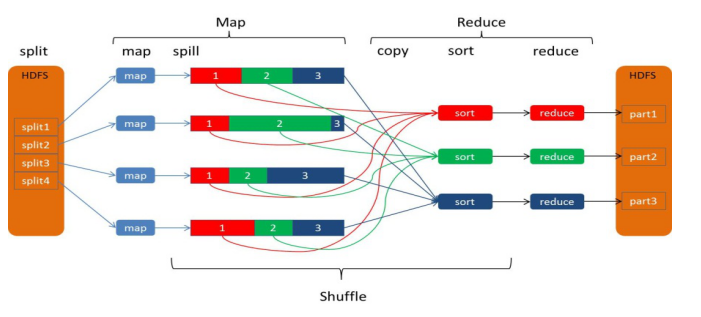 Map Reduce
split map spill copy sort reduce
HDFS HDFS
map 1 2 3
split1 sort reduce part1
map 1 2 3
split2
split3 sort reduce part2
map 1 2 3
split4
sort reduce part3
map 1 2 3
Shuffle